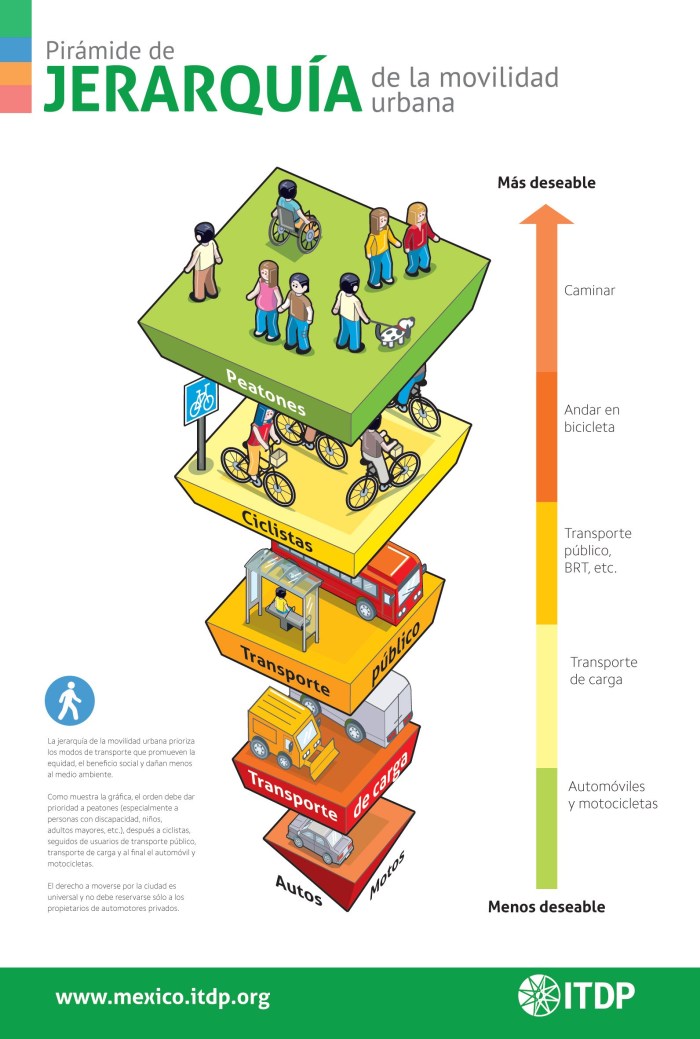 Pirámide de
JERARQUÍA de la movilidad
urbana
Más deseable
Caminar
Andar en
bicicleta
Transporte
público,
BRT, etc.
Transporte
de carga
Automóviles
y motocicletas
Menos deseable
Peatones
Ciclistas
Transporte público
Transporte de carga
Autos Motos
La jerarquía de la movilidad urbana prioriza
los modos de transporte que promueven la
equidad, el beneficio social y dañan menos
al medio ambiente.
Como muestra la gráfica, el orden debe dar
prioridad a peatones (especialmente a
personas con discapacidad, niños,
adultos mayores, etc.), después a ciclistas,
seguidos de usuarios de transporte público,
transporte de carga y al final el automóvil y
motocicletas.
El derecho a moverse por la ciudad es
universal y no debe reservarse sólo a los
propietarios de automotores privados.
www.mexico.itdp.org
ITDP